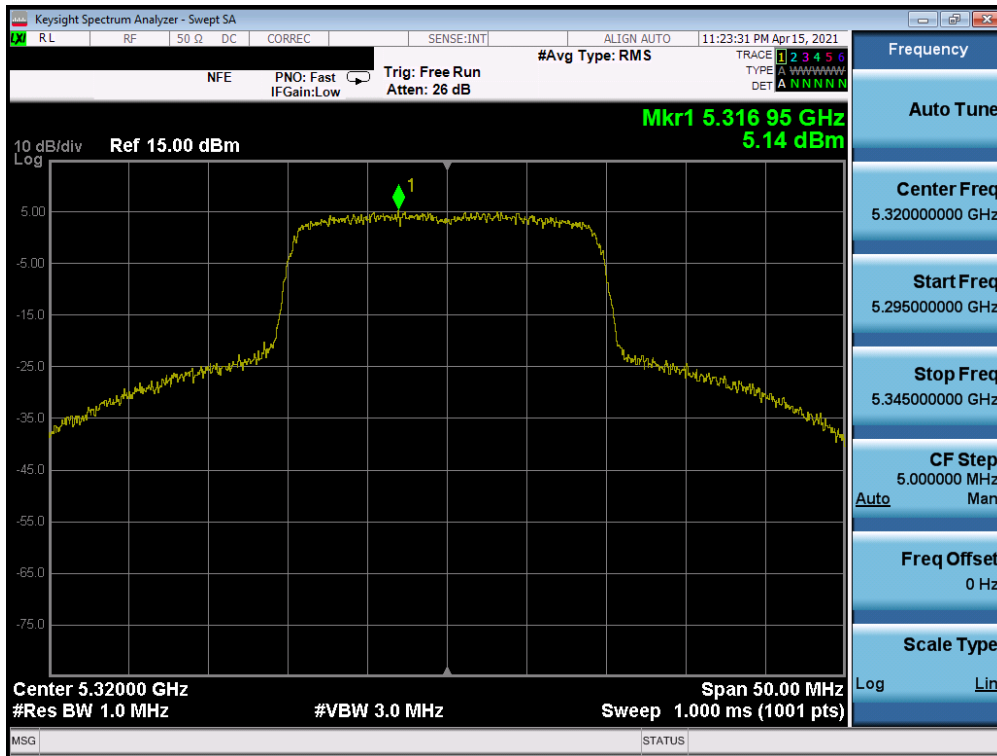 Keysight Spectrum Analyzer - Swept SA
LXI RL RF 50 Ω DC CORREC SENSE:INT ALIGN AUTO 11:23:31 PM Apr 15, 2021
#Avg Type: RMS TRACE 1 2 3 4 5 6
NFE PNO: Fast Trig: Free Run TYPE A WWWWW
IFGain:Low Atten: 26 dB DET A N N N N N
Mkr1 5.316 95 GHz
5.14 dBm
10 dB/div Ref 15.00 dBm
Log
1
5.00
-5.00
-15.0
-25.0
-35.0
-45.0
-55.0
-65.0
-75.0
Center 5.32000 GHz Span 50.00 MHz
#Res BW 1.0 MHz #VBW 3.0 MHz Sweep 1.000 ms (1001 pts)
MSG STATUS
Frequency
Auto Tune
Center Freq
5.320000000 GHz
Start Freq
5.295000000 GHz
Stop Freq
5.345000000 GHz
CF Step
5.000000 MHz
Auto Man
Freq Offset
0 Hz
Scale Type
Log Lin